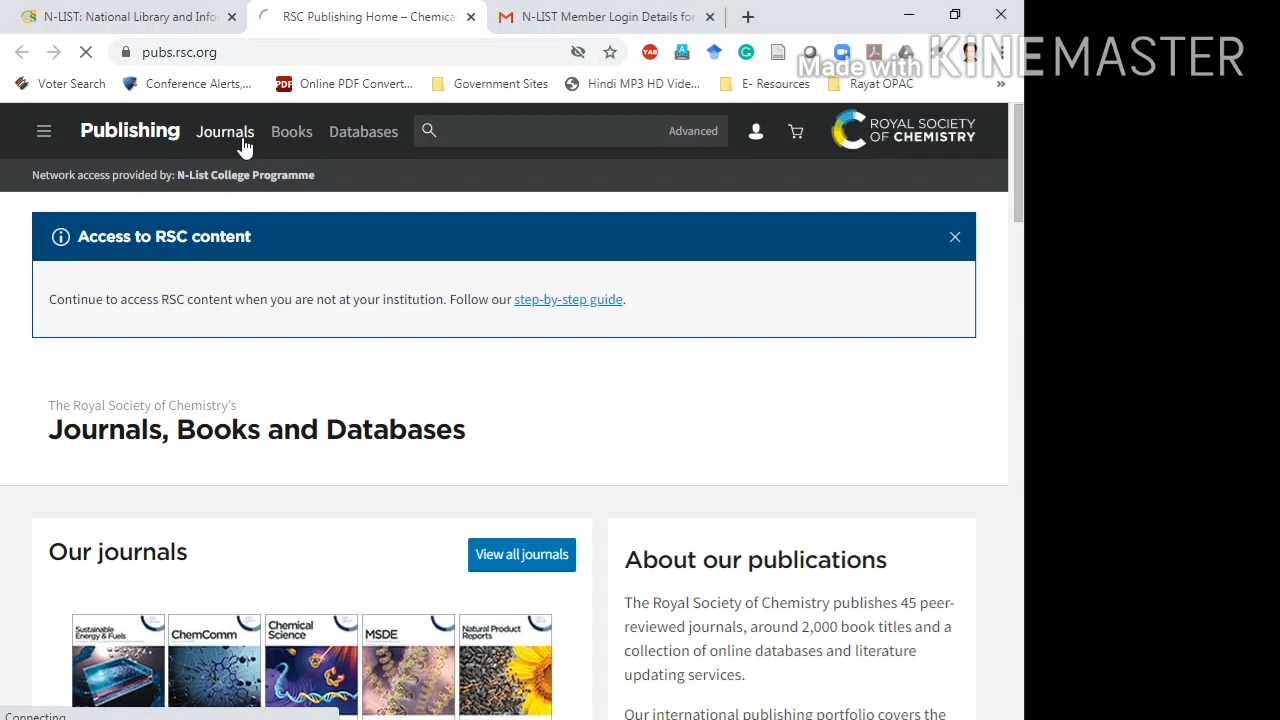 N-LIST: National Library and Info
RSC Publishing Home – Chemica
N-LIST Member Login Details for
pubs.rsc.org
Made with KINEMASTER
Voter Search
Conference Alerts,...
PDF
Online PDF Convert...
Government Sites
Hindi MP3 HD Vide...
E- Resources
Rayat OPAC
»
Publishing
Journals
Books
Databases
Advanced
ROYAL SOCIETY
OF CHEMISTRY
Network access provided by: N-List College Programme
Access to RSC content
Continue to access RSC content when you are not at your institution. Follow our step-by-step guide.
The Royal Society of Chemistry's
Journals, Books and Databases
Our journals
View all journals
Sustainable
Energy & Fuels
ChemComm
Chemical
Science
MSDE
Natural Product
Reports
About our publications
The Royal Society of Chemistry publishes 45 peer-
reviewed journals, around 2,000 book titles and a
collection of online databases and literature
updating services.
Our international publishing portfolio covers the
Connecting